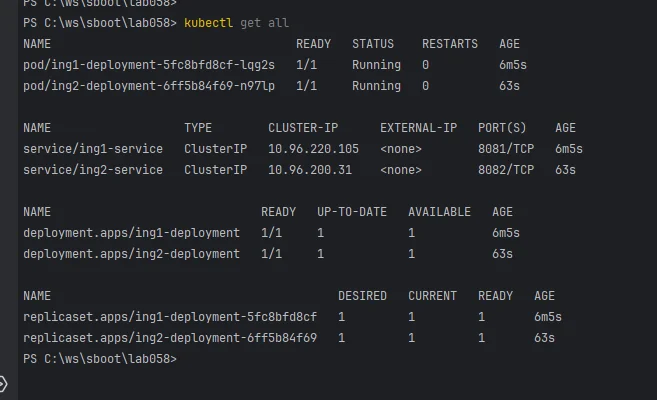 PS C:\ws\sboot\lab058>
PS C:\ws\sboot\lab058> kubectl get all
NAME                                   READY   STATUS    RESTARTS   AGE
pod/ing1-deployment-5fc8bfd8cf-lqg2s   1/1     Running   0          6m5s
pod/ing2-deployment-6ff5b84f69-n97lp   1/1     Running   0          63s

NAME                   TYPE        CLUSTER-IP      EXTERNAL-IP   PORT(S)    AGE
service/ing1-service   ClusterIP   10.96.220.105   <none>        8081/TCP   6m5s
service/ing2-service   ClusterIP   10.96.200.31    <none>        8082/TCP   63s

NAME                              READY   UP-TO-DATE   AVAILABLE   AGE
deployment.apps/ing1-deployment   1/1     1            1           6m5s
deployment.apps/ing2-deployment   1/1     1            1           63s

NAME                                         DESIRED   CURRENT   READY   AGE
replicaset.apps/ing1-deployment-5fc8bfd8cf   1         1         1       6m5s
replicaset.apps/ing2-deployment-6ff5b84f69   1         1         1       63s
PS C:\ws\sboot\lab058>